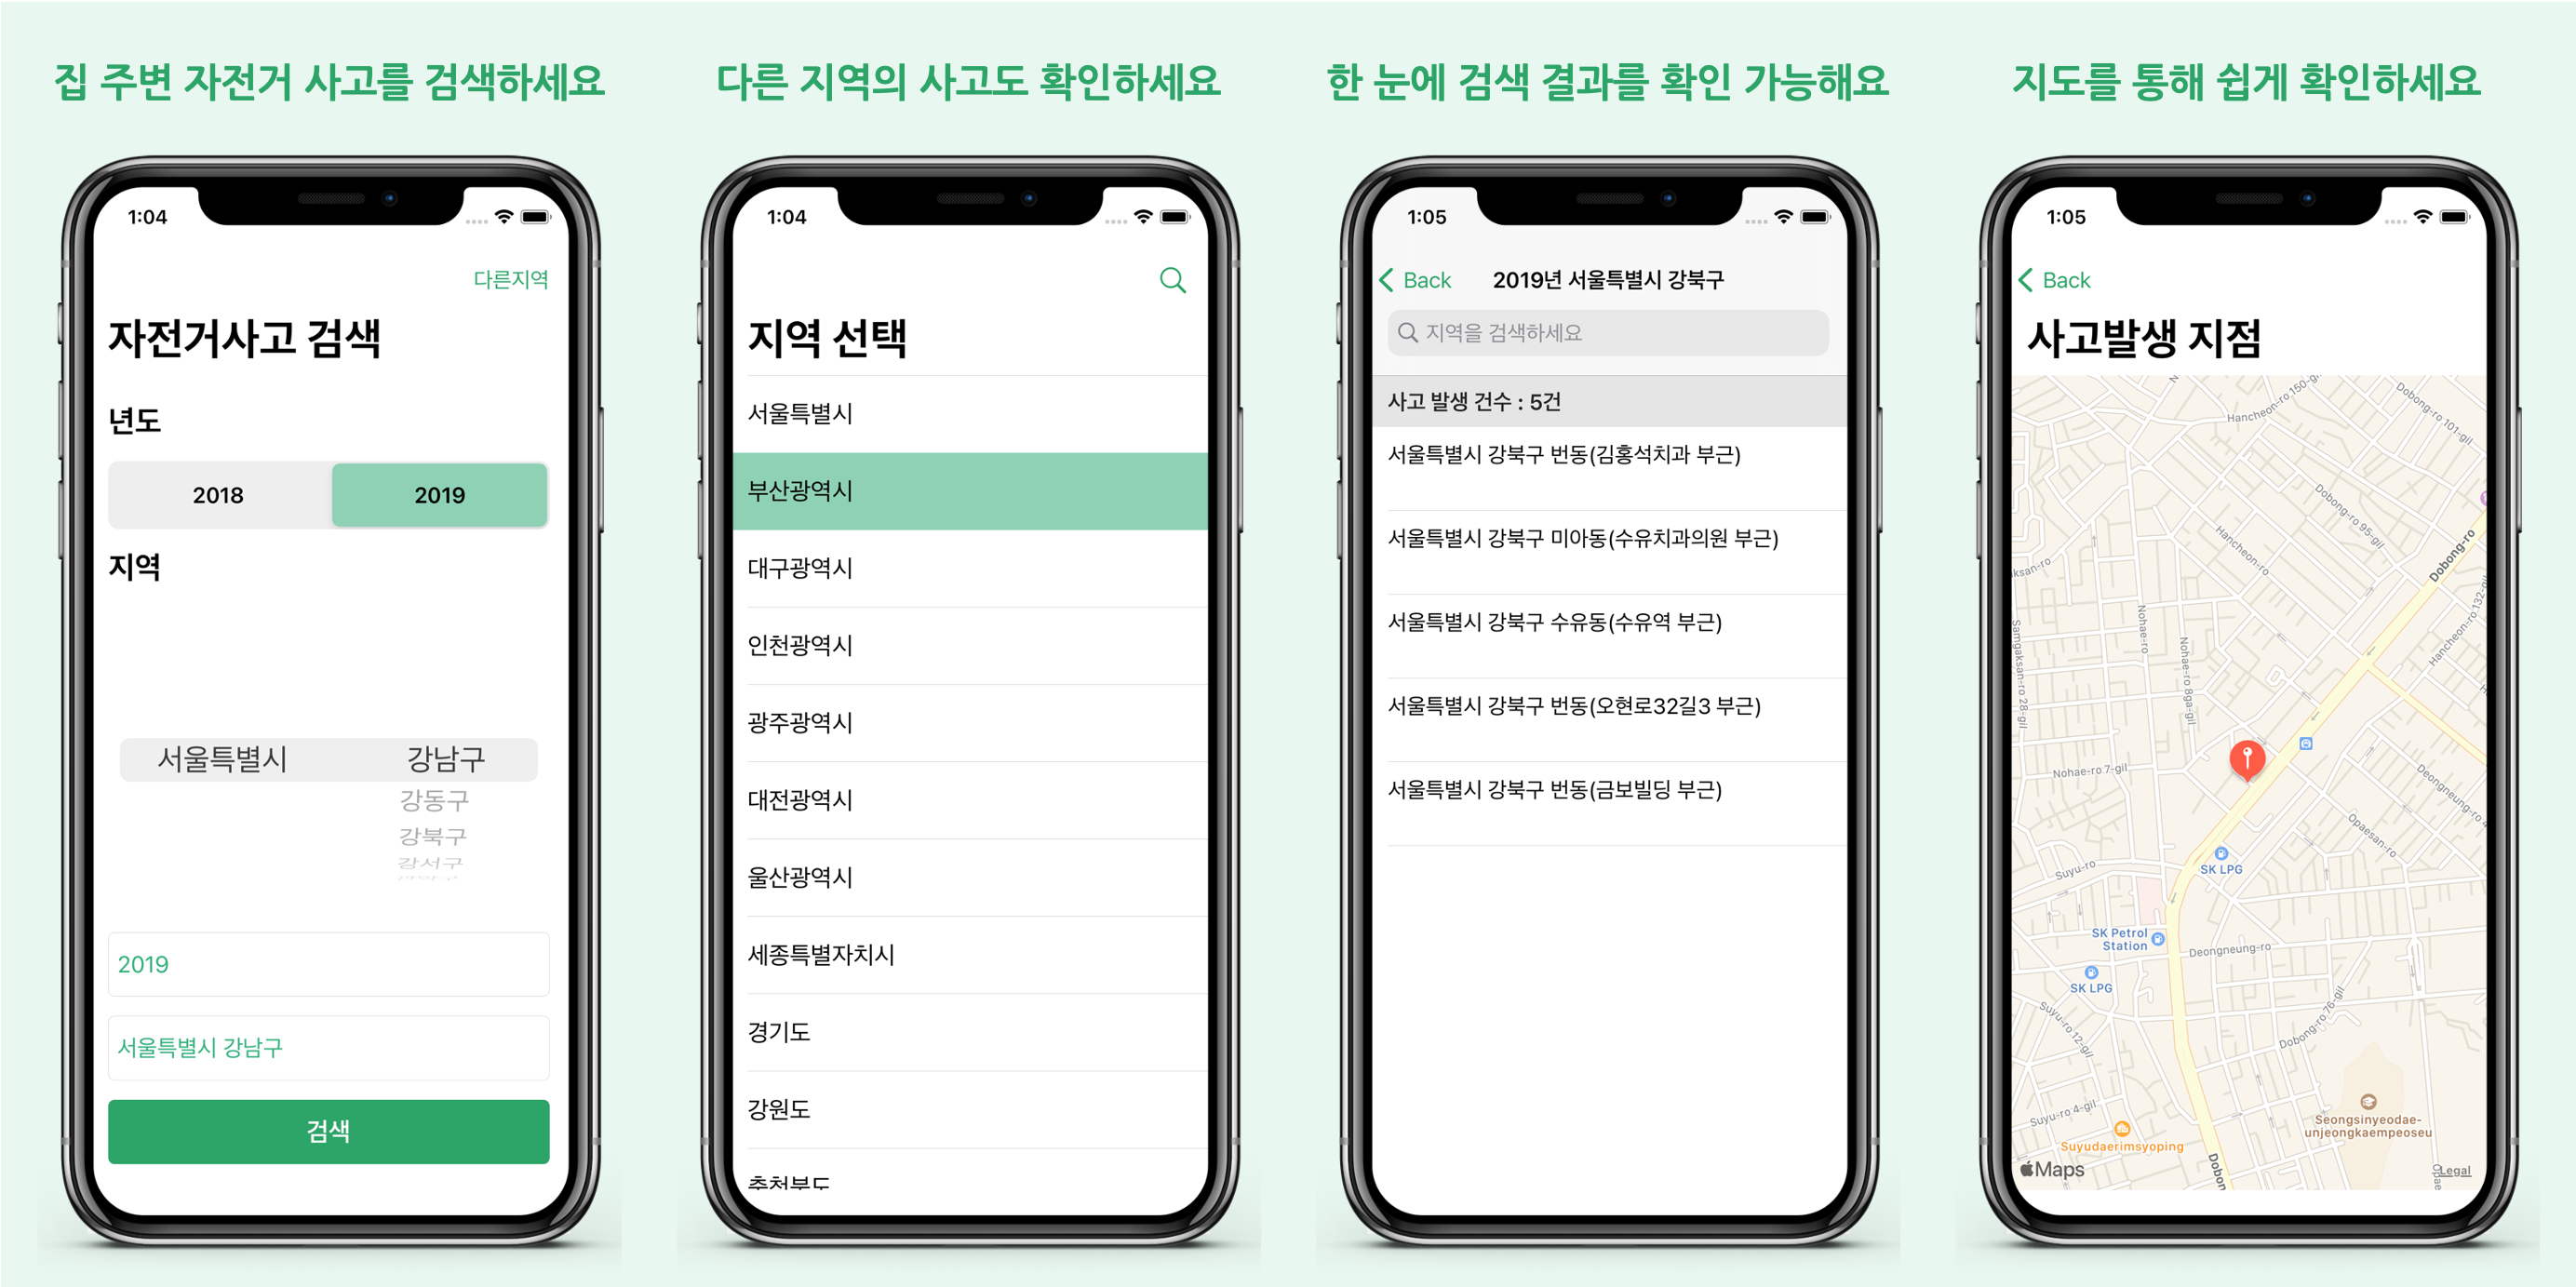 집 주변 자전거 사고를 검색하세요
1:04
다른지역
자전거사고 검색
년도
2018 2019
지역
서울특별시 강남구
강동구
강북구
강서구
2019
서울특별시 강남구
검색
다른 지역의 사고도 확인하세요
1:04
지역 선택
서울특별시
부산광역시
대구광역시
인천광역시
광주광역시
대전광역시
울산광역시
세종특별자치시
경기도
강원도
충청북도
한 눈에 검색 결과를 확인 가능해요
1:05
Back 2019년 서울특별시 강북구
지역을 검색하세요
사고 발생 건수 : 5건
서울특별시 강북구 번동(김홍석치과 부근)
서울특별시 강북구 미아동(수유치과의원 부근)
서울특별시 강북구 수유동(수유역 부근)
서울특별시 강북구 번동(오현로32길3 부근)
서울특별시 강북구 번동(금보빌딩 부근)
지도를 통해 쉽게 확인하세요
1:05
Back
사고발생 지점
Hancheon-ro 150-gil
Dobong-ro 101-gil
Dobong-ro 95-gil
Hancheon-ro
Dobong-ro
ksan-ro
Hancheon-ro 132-gil
Nohae-ro
Nohae-ro 8ga-gil
Samgaksan-ro 28-gil
Nohae-ro 7-gil
Deongneung-ro 4
Opaesan-ro
SK LPG
Suyu-ro
SK Petrol
Station
Deongneung-ro
SK LPG
Suyu-ro 12-gil
Dobong-ro 76-gil
Suyu-ro 4-gil
Seongsinyeodae-
unjeongkaempeoseu
Suyudaerimsyoping
Dobon
Maps
Legal